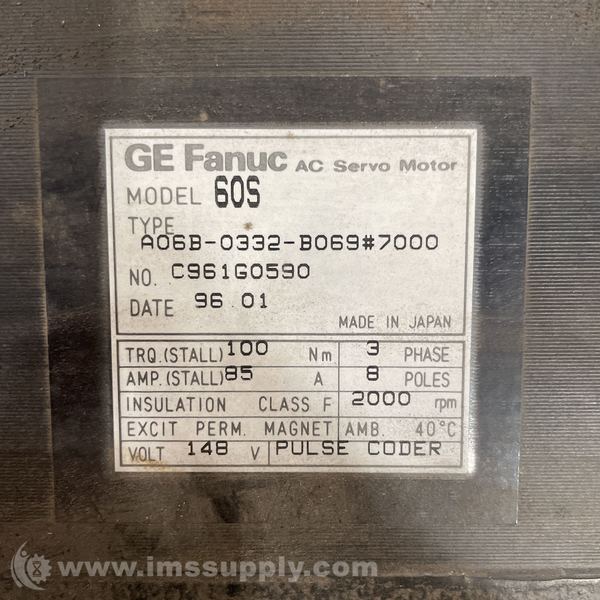 GE Fanuc AC Servo Motor
MODEL 60S
TYPE
A06B-0332-B069#7000
NO. C961G0590
DATE 96.01
MADE IN JAPAN
TRQ.(STALL) 100 Nm 3 PHASE
AMP.(STALL) 85 A 8 POLES
INSULATION CLASS F 2000 rpm
EXCIT PERM. MAGNET AMB. 40°C
VOLT 148 V PULSE CODER
www.imssupply.com